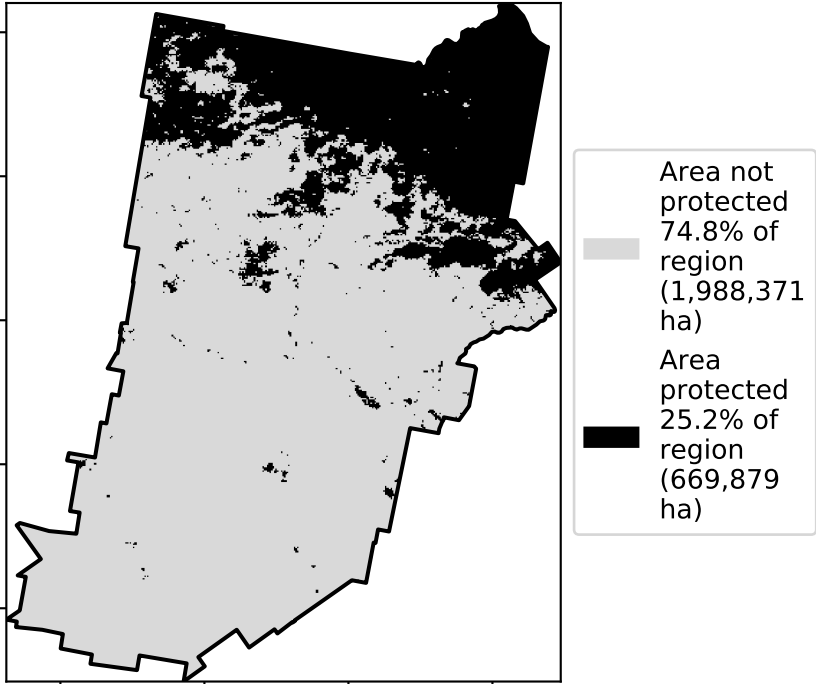 Area not
protected
74.8% of
region
(1,988,371
ha)
Area
protected
25.2% of
region
(669,879
ha)